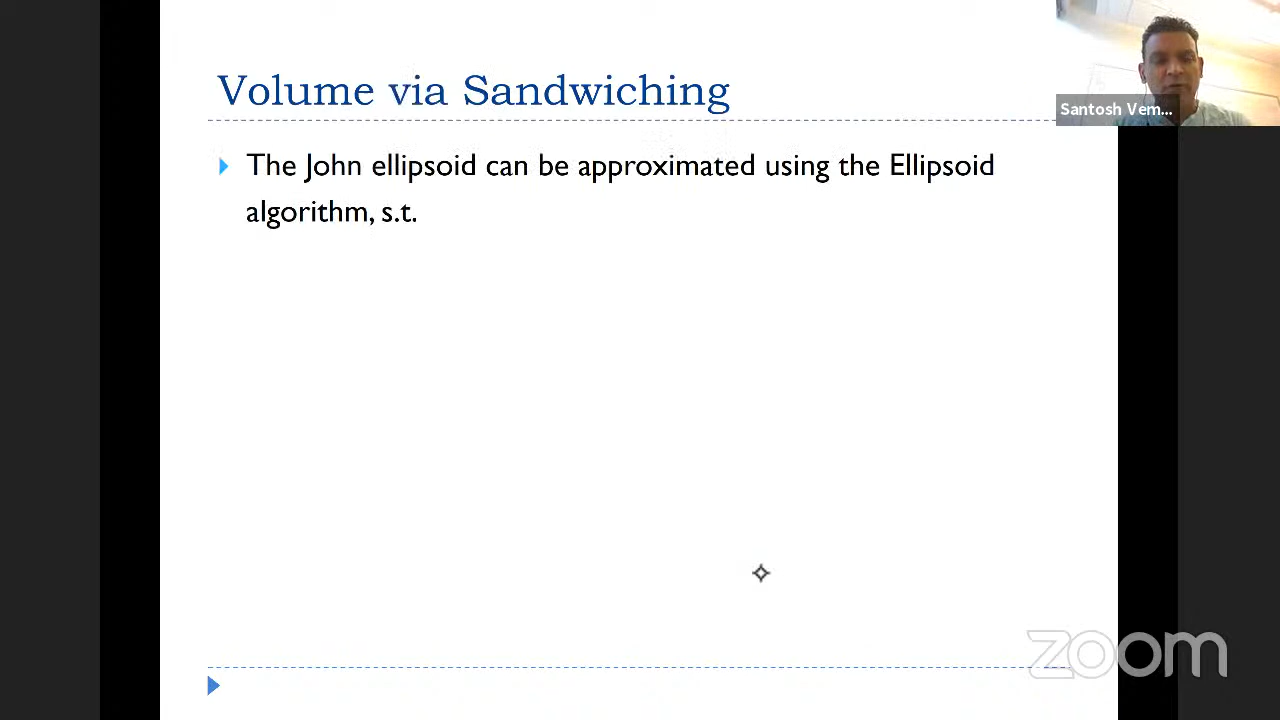 Volume via Sandwiching
Santosh Vem...
The John ellipsoid can be approximated using the Ellipsoid
algorithm, s.t.
zoom